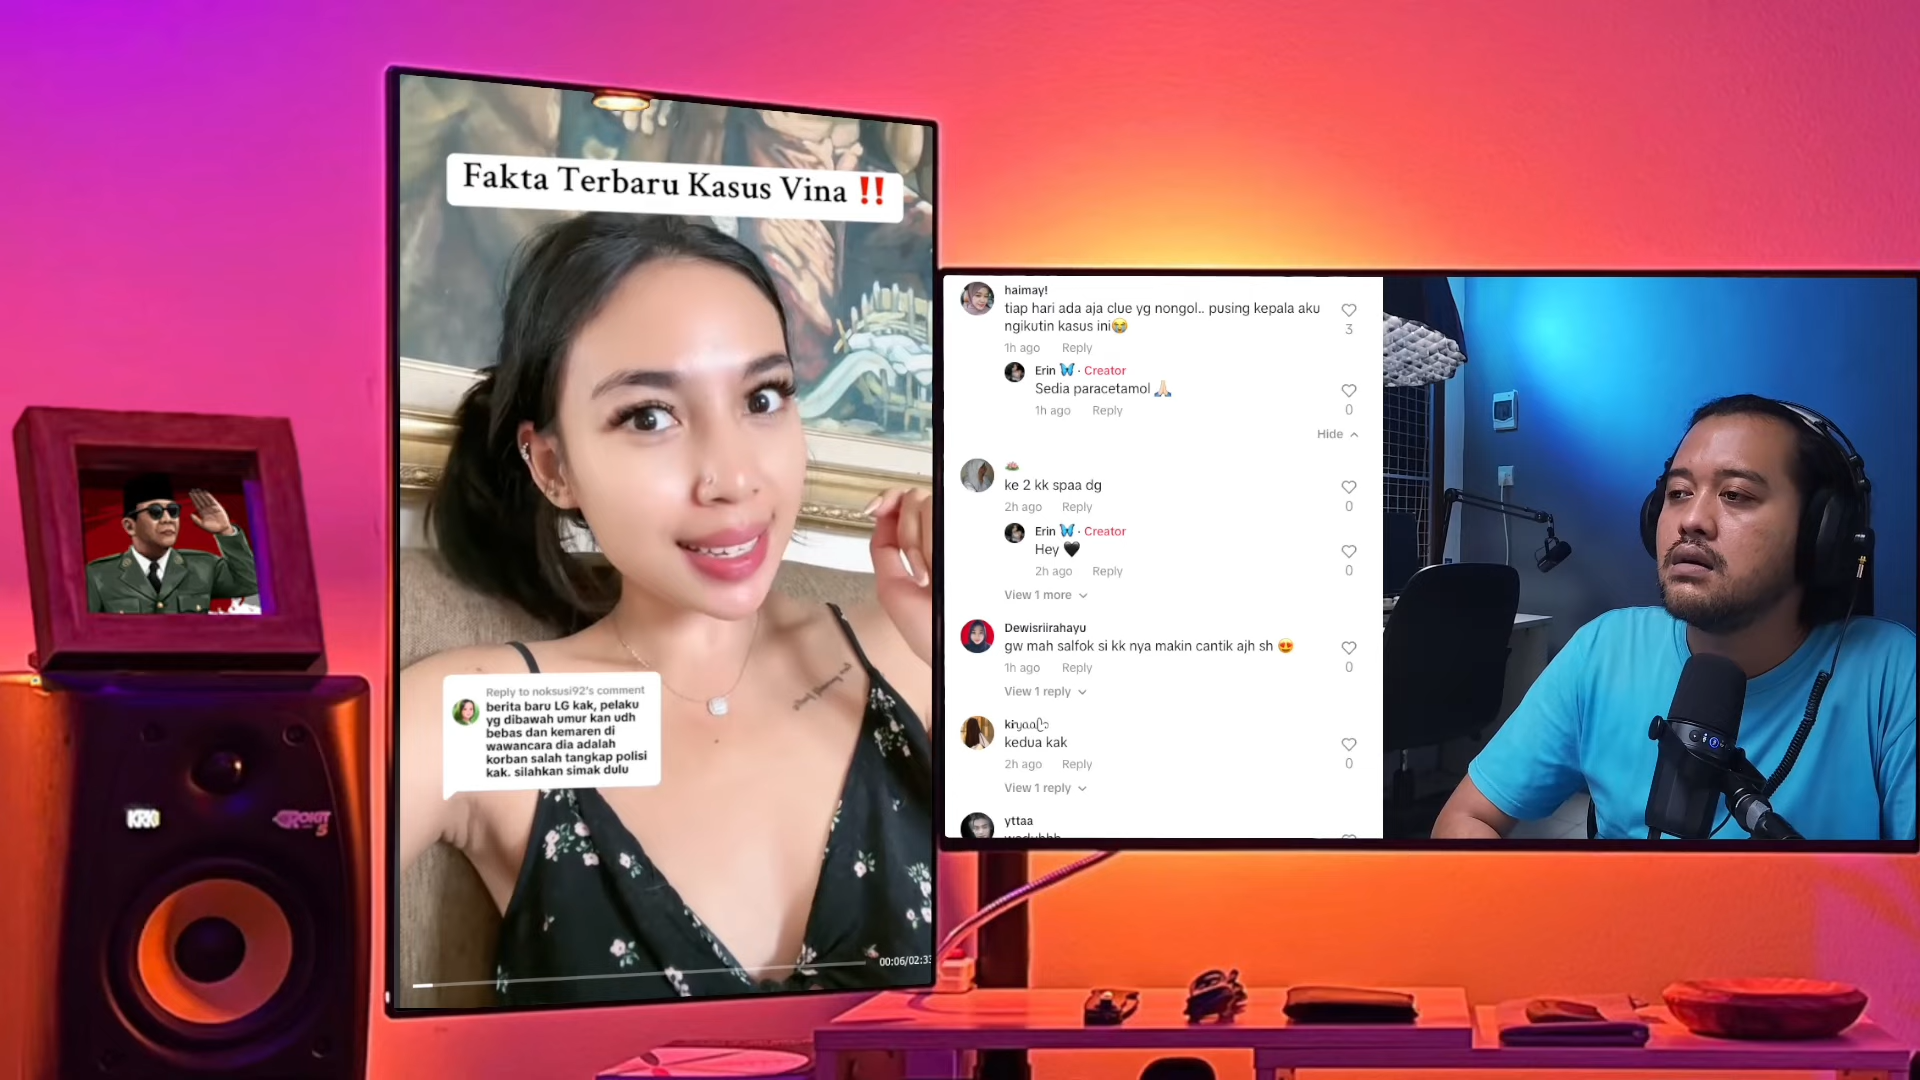 Fakta Terbaru Kasus Vina ‼️
Reply to noksusi92's comment
berita baru LG kak, pelaku
yg dibawah umur kan udh
bebas dan kemaren di
wawancara dia adalah
korban salah tangkap polisi
kak. silahkan simak dulu
00:06/02:33
KRK
ROKIT
5
haimay!
tiap hari ada aja clue yg nongol.. pusing kepala aku
ngikutin kasus ini😭
3
1h ago Reply
Erin 🦋 · Creator
Sedia paracetamol 🙏🏻
1h ago Reply
0
Hide
🪷
ke 2 kk spaa dg
2h ago Reply
0
Erin 🦋 · Creator
Hey 🖤
2h ago Reply
0
View 1 more
Dewisriirahayu
gw mah salfok si kk nya makin cantik ajh sh 😍
1h ago Reply
0
View 1 reply
kedua kak
2h ago Reply
0
View 1 reply
yttaa